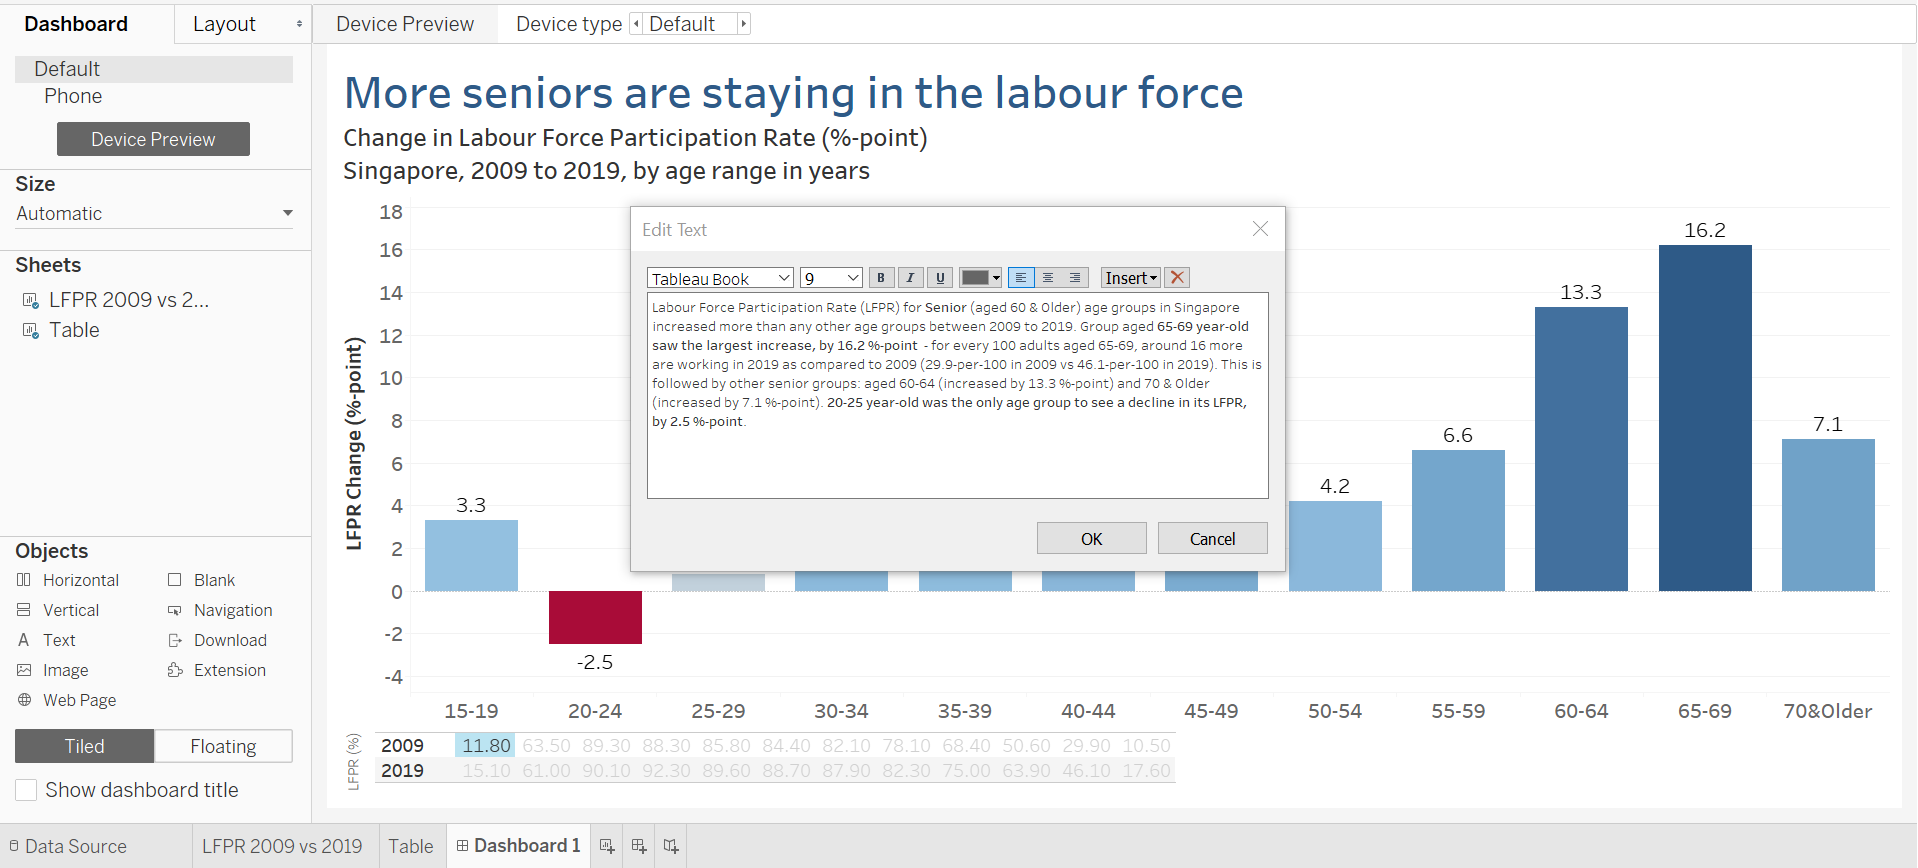 Dashboard
Layout
Device Preview
Device type
Default
Default
Phone
Device Preview
Size
Automatic
Sheets
LFPR 2009 vs 2...
Table
Objects
Horizontal
Blank
Vertical
Navigation
A Text
Download
Image
Extension
Web Page
Tiled
Floating
Show dashboard title
More seniors are staying in the labour force
Change in Labour Force Participation Rate (%-point)
Singapore, 2009 to 2019, by age range in years
LFPR Change (%-point)
18
16
14
12
10
8
6
4
2
0
-2
-4
3.3
-2.5
4.2
6.6
13.3
16.2
7.1
Edit Text
Tableau Book
9
B I U
Insert
Labour Force Participation Rate (LFPR) for Senior (aged 60 & Older) age groups in Singapore
increased more than any other age groups between 2009 to 2019. Group aged 65-69 year-old
saw the largest increase, by 16.2 %-point - for every 100 adults aged 65-69, around 16 more
are working in 2019 as compared to 2009 (29.9-per-100 in 2009 vs 46.1-per-100 in 2019). This is
followed by other senior groups: aged 60-64 (increased by 13.3 %-point) and 70 & Older
(increased by 7.1 %-point). 20-25 year-old was the only age group to see a decline in its LFPR,
by 2.5 %-point.
OK
Cancel
15-19 20-24 25-29 30-34 35-39 40-44 45-49 50-54 55-59 60-64 65-69 70&Older
LFPR (%)
2009 11.80 63.50 89.30 88.30 85.80 84.40 82.10 78.10 68.40 50.60 29.90 10.50
2019 15.10 61.00 90.10 92.30 89.60 88.70 87.90 82.30 75.00 63.90 46.10 17.60
Data Source
LFPR 2009 vs 2019
Table
Dashboard 1